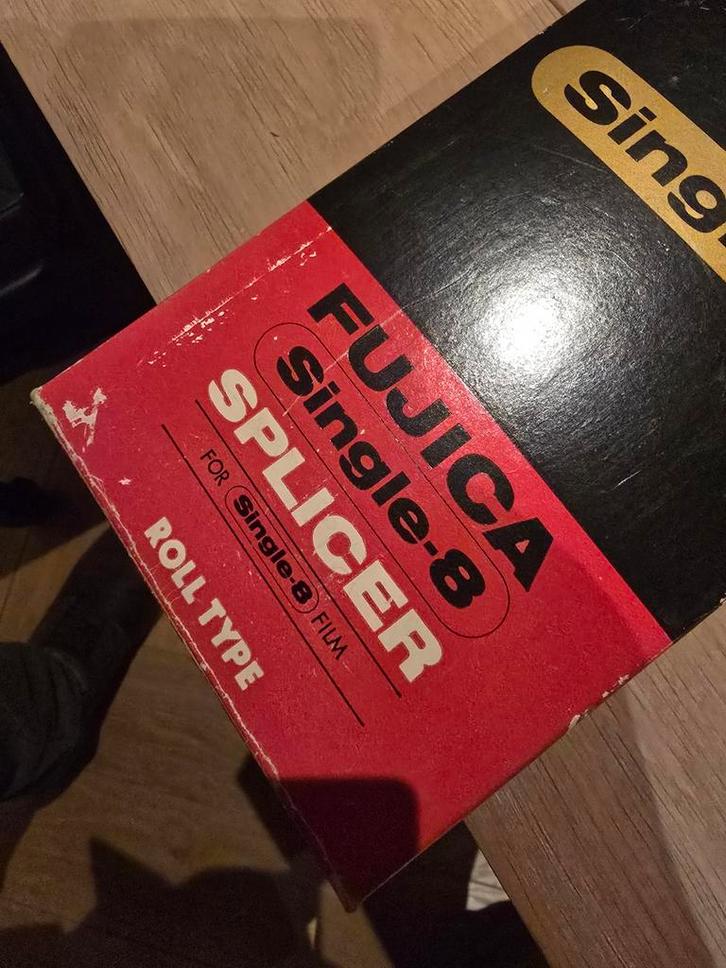 FUJICA
Single-8
SPLICER
FOR Single-8 FILM
ROLL TYPE
Sing